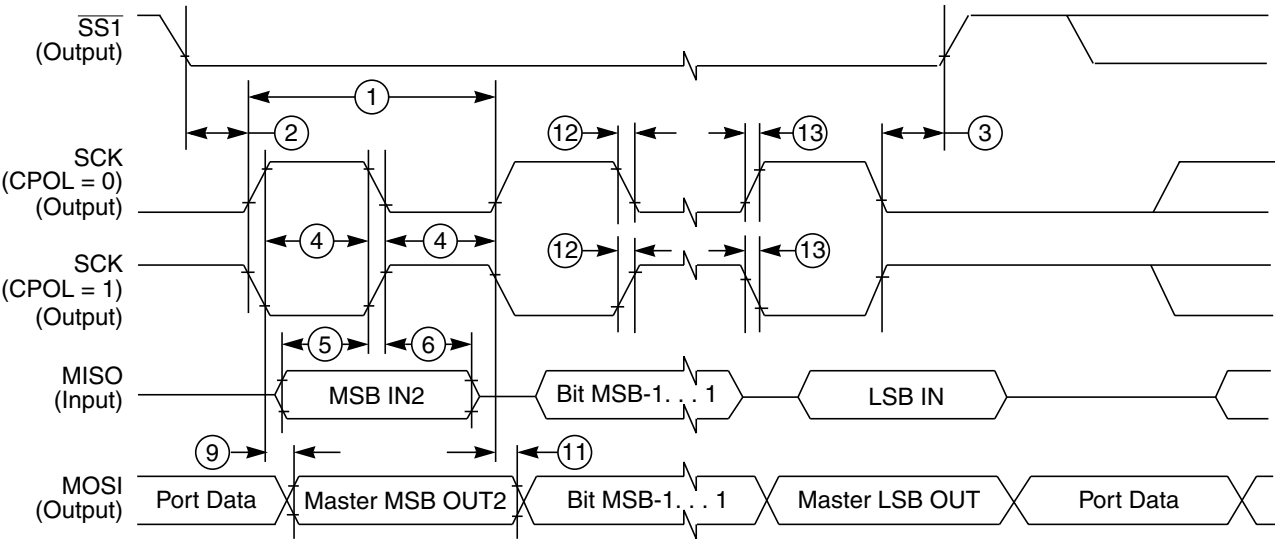 SS1
(Output)
1
2
12
13
3
SCK
(CPOL = 0)
(Output)
4
4
SCK
(CPOL = 1)
(Output)
12
13
5
6
MISO
(Input)
MSB IN2
Bit MSB-1. . . 1
LSB IN
9
11
MOSI
(Output)
Port Data
Master MSB OUT2
Bit MSB-1. . . 1
Master LSB OUT
Port Data